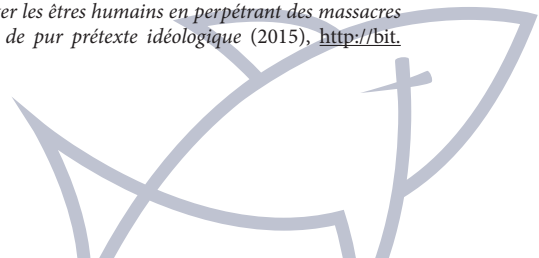 er les êtres humains en perpétrant des massacres
de pur prétexte idéologique (2015), http://bit.